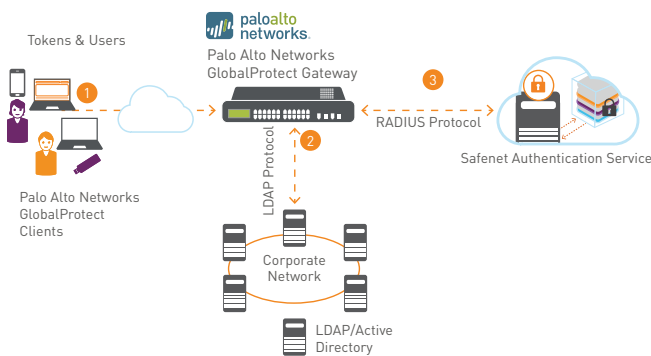 Tokens & Users
paloalto
networks.
Palo Alto Networks
GlobalProtect Gateway
1
3
RADIUS Protocol
Safenet Authentication Service
LDAP Protocol
2
Palo Alto Networks
GlobalProtect
Clients
Corporate
Network
LDAP/Active
Directory